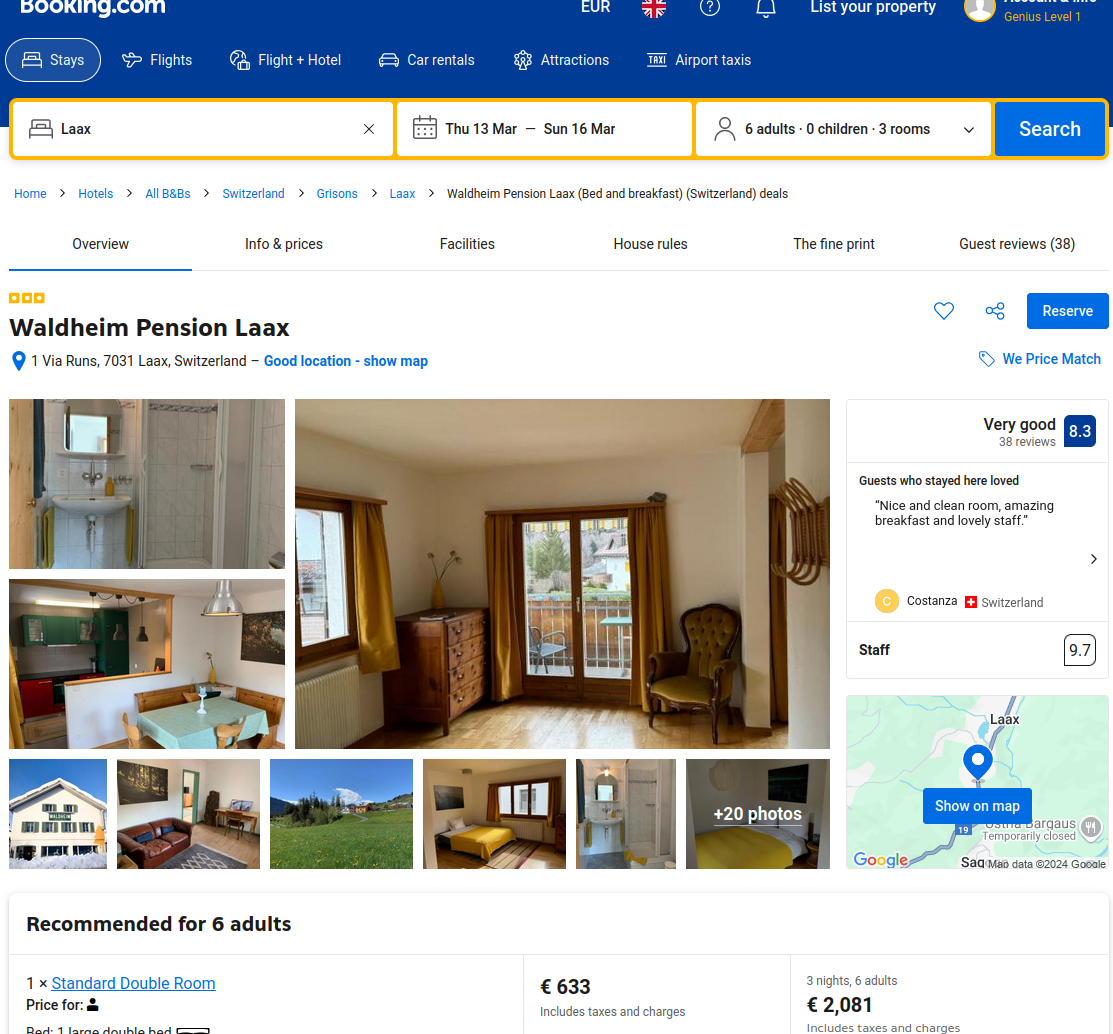 Booking.com
EUR
List your property
Genius Level 1
Stays
Flights
Flight + Hotel
Car rentals
Attractions
TAXI Airport taxis
Laax
Thu 13 Mar — Sun 16 Mar
6 adults · 0 children · 3 rooms
Search
Home
Hotels
All B&Bs
Switzerland
Grisons
Laax
Waldheim Pension Laax (Bed and breakfast) (Switzerland) deals
Overview
Info & prices
Facilities
House rules
The fine print
Guest reviews (38)
Waldheim Pension Laax
Reserve
1 Via Runs, 7031 Laax, Switzerland – Good location - show map
We Price Match
Very good
38 reviews
8.3
Guests who stayed here loved
“Nice and clean room, amazing
breakfast and lovely staff.”
C
Costanza
Switzerland
Staff
9.7
Laax
Show on map
19
Ustria Bargaus
Temporarily closed
Google
Sag
Map data ©2024 Google
WALDHEIM
+20 photos
Recommended for 6 adults
1 × Standard Double Room
Price for:
Bed: 1 large double bed
€ 633
Includes taxes and charges
3 nights, 6 adults
€ 2,081
Includes taxes and charges